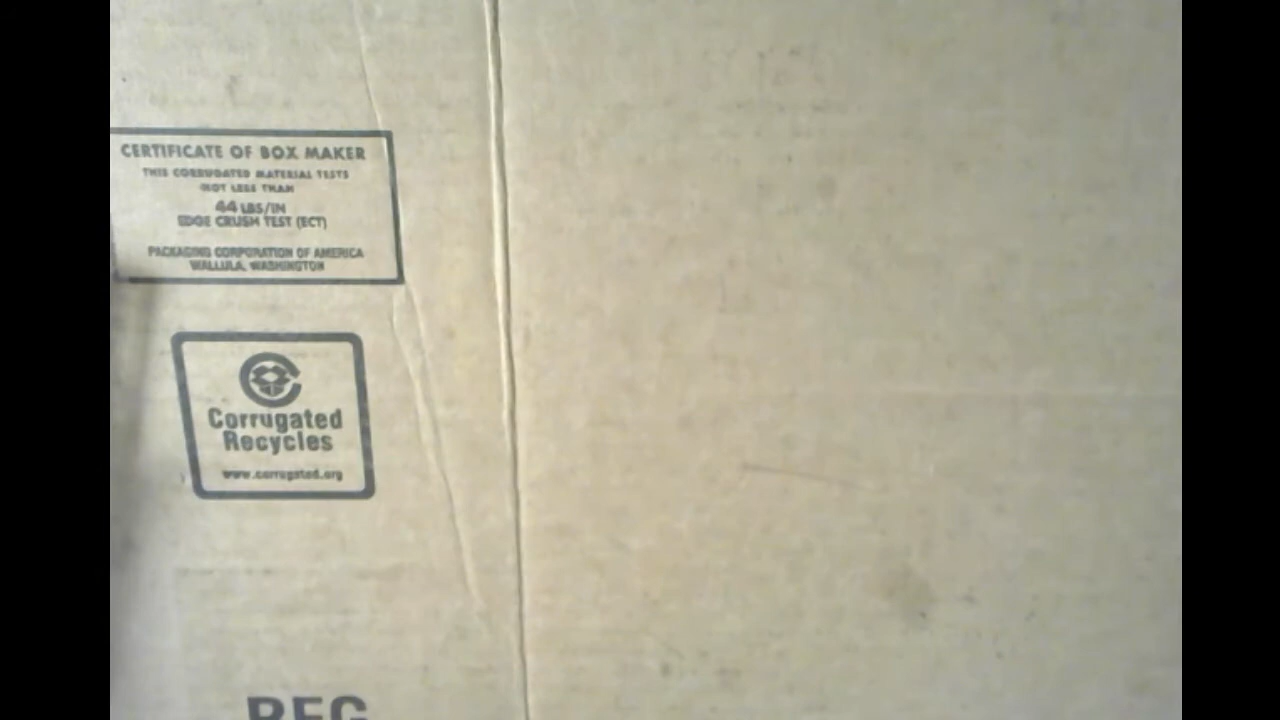 CERTIFICATE OF BOX MAKER
THIS CORRUGATED MATERIAL TESTS
NOT LESS THAN
44 LBS/IN
EDGE CRUSH TEST (ECT)
PACKAGING CORPORATION OF AMERICA
WALLULA, WASHINGTON
Corrugated
Recycles
www.corrugated.org